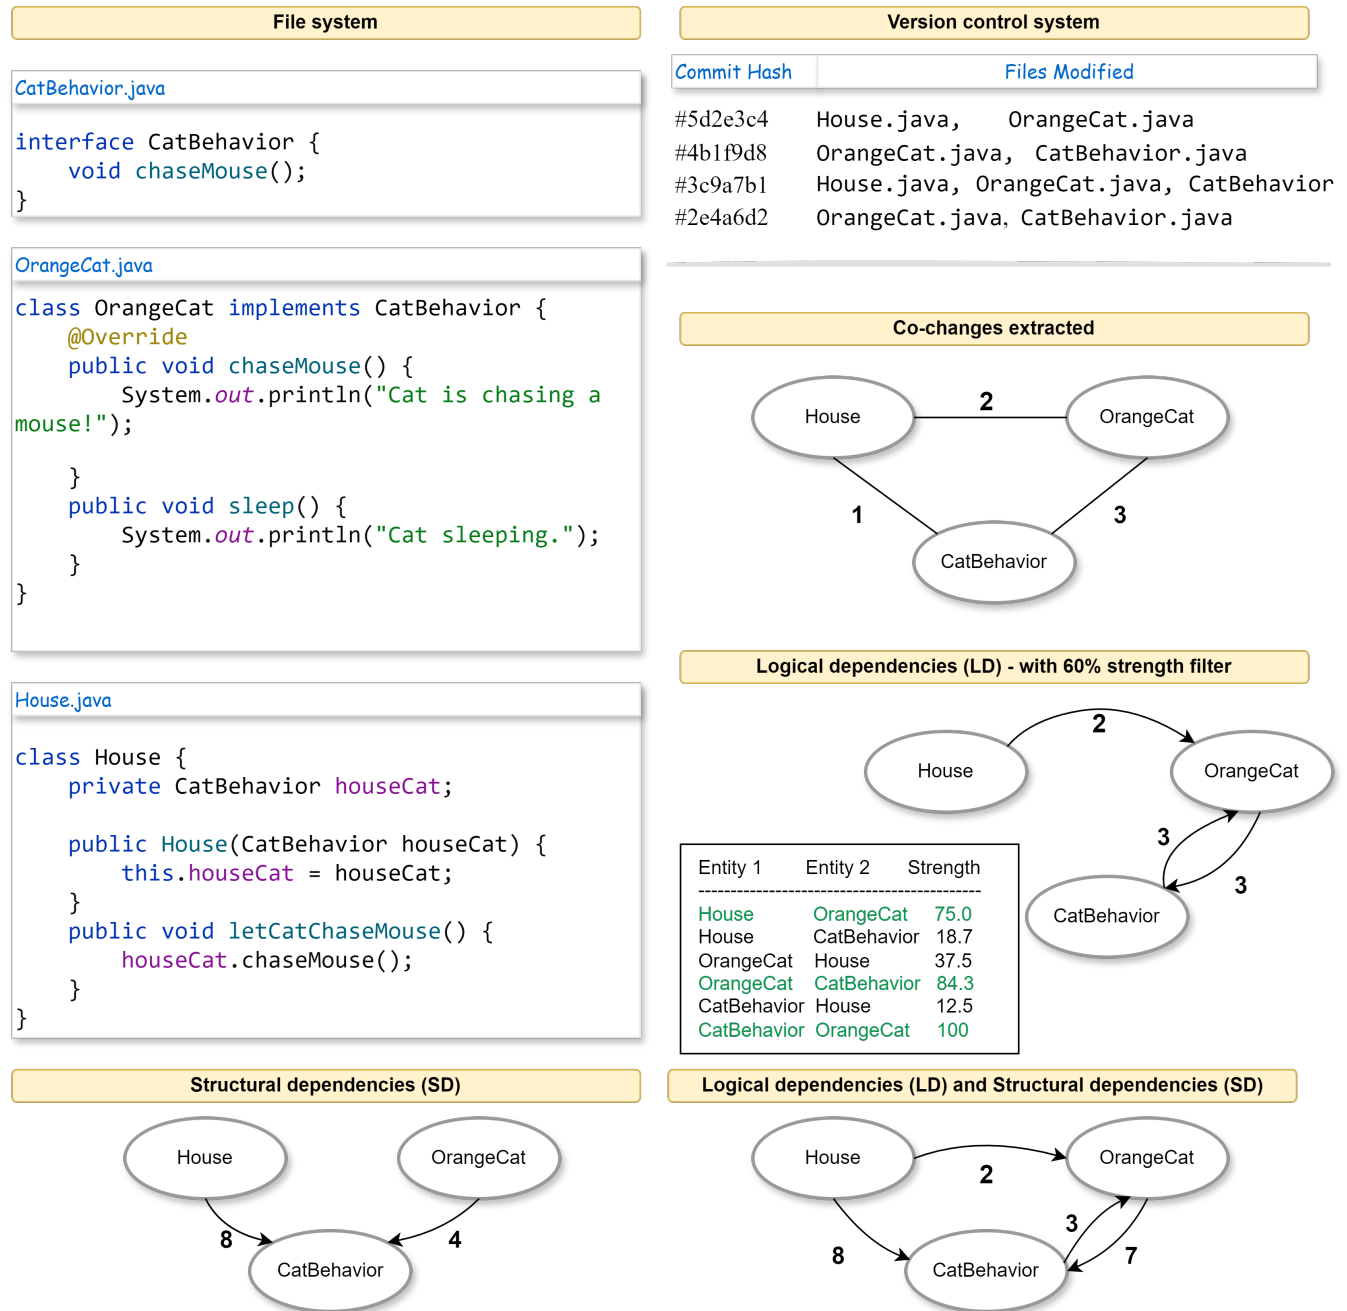 File system
CatBehavior.java
interface CatBehavior {
    void chaseMouse();
}
OrangeCat.java
class OrangeCat implements CatBehavior {
    @Override
    public void chaseMouse() {
        System.out.println("Cat is chasing a
mouse!");
    }
    public void sleep() {
        System.out.println("Cat sleeping.");
    }
}
House.java
class House {
    private CatBehavior houseCat;
    public House(CatBehavior houseCat) {
        this.houseCat = houseCat;
    }
    public void letCatChaseMouse() {
        houseCat.chaseMouse();
    }
}
Structural dependencies (SD)
House
OrangeCat
8
4
CatBehavior
Version control system
Commit Hash Files Modified
#5d2e3c4 House.java, OrangeCat.java
#4b1f9d8 OrangeCat.java, CatBehavior.java
#3c9a7b1 House.java, OrangeCat.java, CatBehavior
#2e4a6d2 OrangeCat.java, CatBehavior.java
Co-changes extracted
2
House
OrangeCat
1
3
CatBehavior
Logical dependencies (LD) - with 60% strength filter
2
House
OrangeCat
3
3
CatBehavior
Entity 1 Entity 2 Strength
--------------------------------------------
House OrangeCat 75.0
House CatBehavior 18.7
OrangeCat House 37.5
OrangeCat CatBehavior 84.3
CatBehavior House 12.5
CatBehavior OrangeCat 100
Logical dependencies (LD) and Structural dependencies (SD)
House
OrangeCat
2
3
8
7
CatBehavior